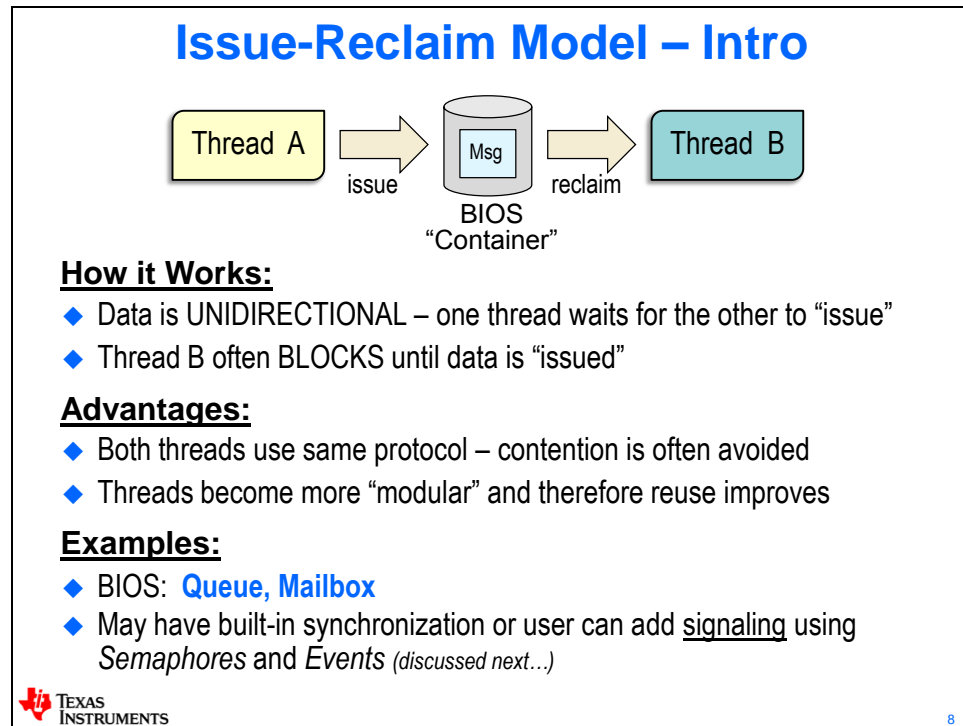 Issue-Reclaim Model – Intro
Thread A
issue
Msg
reclaim
Thread B
BIOS
“Container”
How it Works:
Data is UNIDIRECTIONAL – one thread waits for the other to “issue”
Thread B often BLOCKS until data is “issued”
Advantages:
Both threads use same protocol – contention is often avoided
Threads become more “modular” and therefore reuse improves
Examples:
BIOS: Queue, Mailbox
May have built-in synchronization or user can add signaling using
Semaphores and Events (discussed next…)
TEXAS
INSTRUMENTS
8